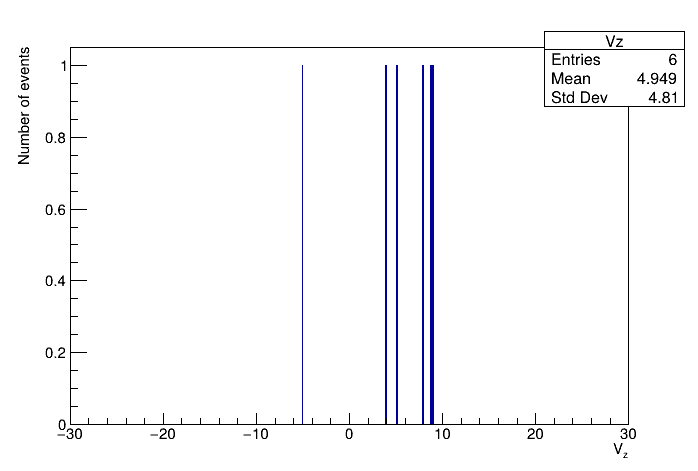 Vz
Entries 6
Mean 4.949
Std Dev 4.81
Number of events
1
0.8
0.6
0.4
0.2
0
−30 −20 −10 0 10 20 30
Vz